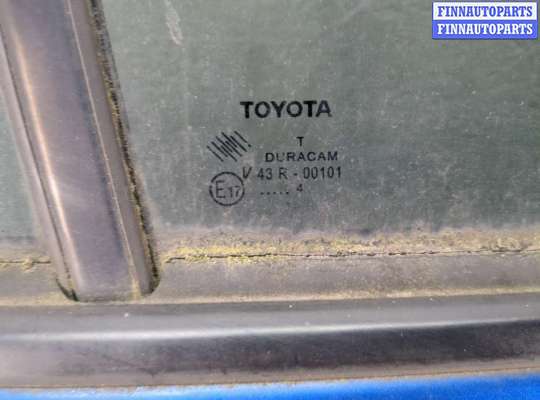 FINNAUTOPARTS
FINNAUTOPARTS
TOYOTA
T
DURACAM
V 43 R - 00101
E17
..... 4